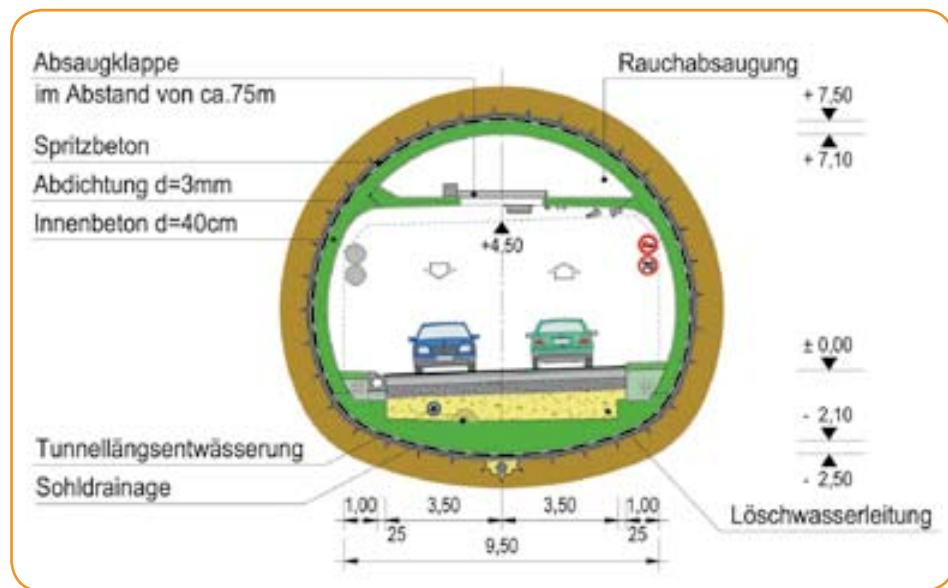 Absaugklappe
im Abstand von ca.75m
Rauchabsaugung
+ 7,50
+ 7,10
Spritzbeton
Abdichtung d=3mm
Innenbeton d=40cm
+4,50
± 0,00
- 2,10
- 2,50
Tunnellängsentwässerung
Sohldrainage
Löschwasserleitung
1,00 3,50 3,50 1,00
25 25
9,50